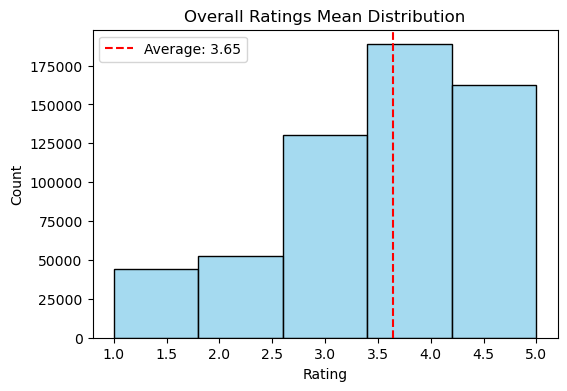 Overall Ratings Mean Distribution
Average: 3.65
175000
150000
125000
100000
75000
50000
25000
0
Count
1.0 1.5 2.0 2.5 3.0 3.5 4.0 4.5 5.0
Rating